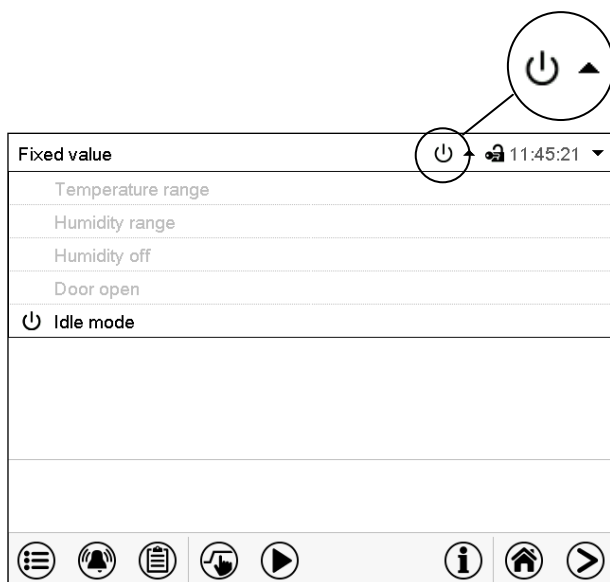 Fixed value 11:45:21
Temperature range
Humidity range
Humidity off
Door open
Idle mode